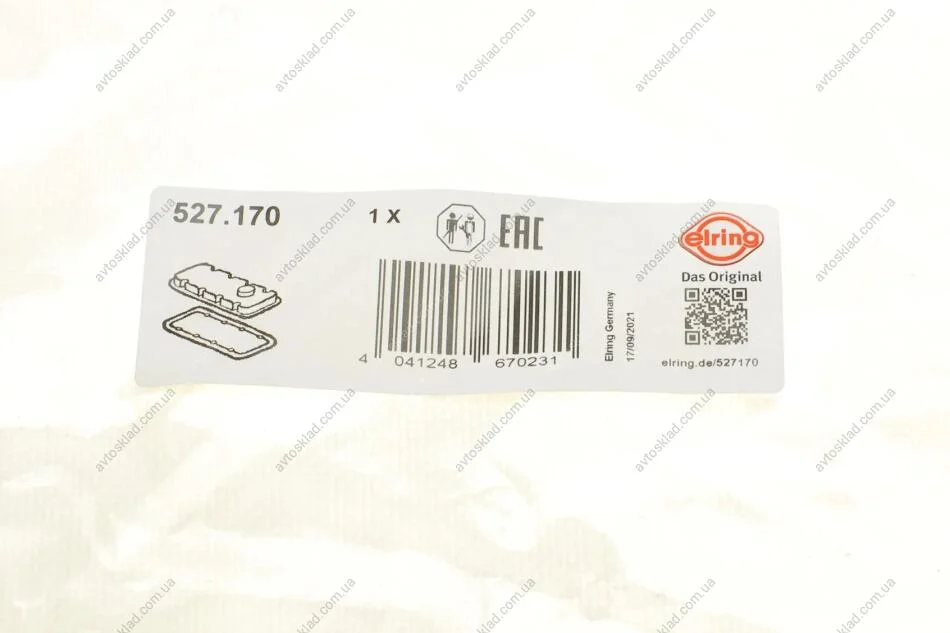 527.170
1 X
EAC
elring
Das Original
4 041248 670231
Elring Germany
17/09/2021
elring.de/527170
avtosklad.com.ua